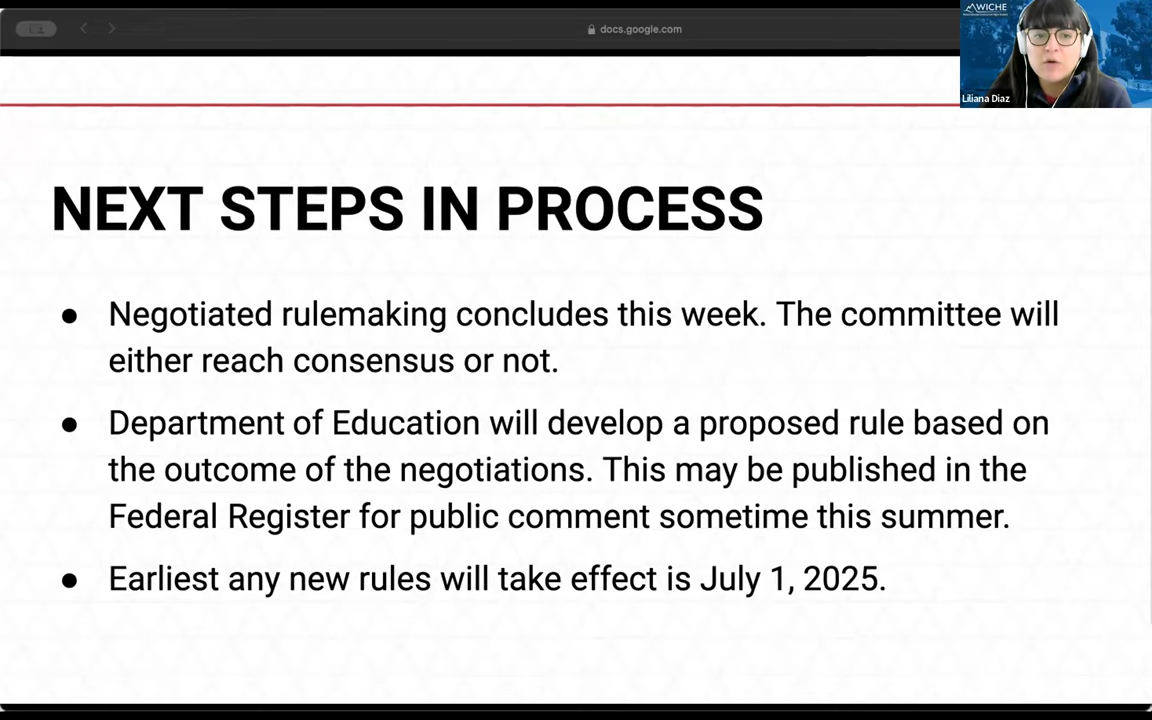 docs.google.com
WICHE
Liliana Diaz
NEXT STEPS IN PROCESS
● Negotiated rulemaking concludes this week. The committee will
either reach consensus or not.
● Department of Education will develop a proposed rule based on
the outcome of the negotiations. This may be published in the
Federal Register for public comment sometime this summer.
● Earliest any new rules will take effect is July 1, 2025.